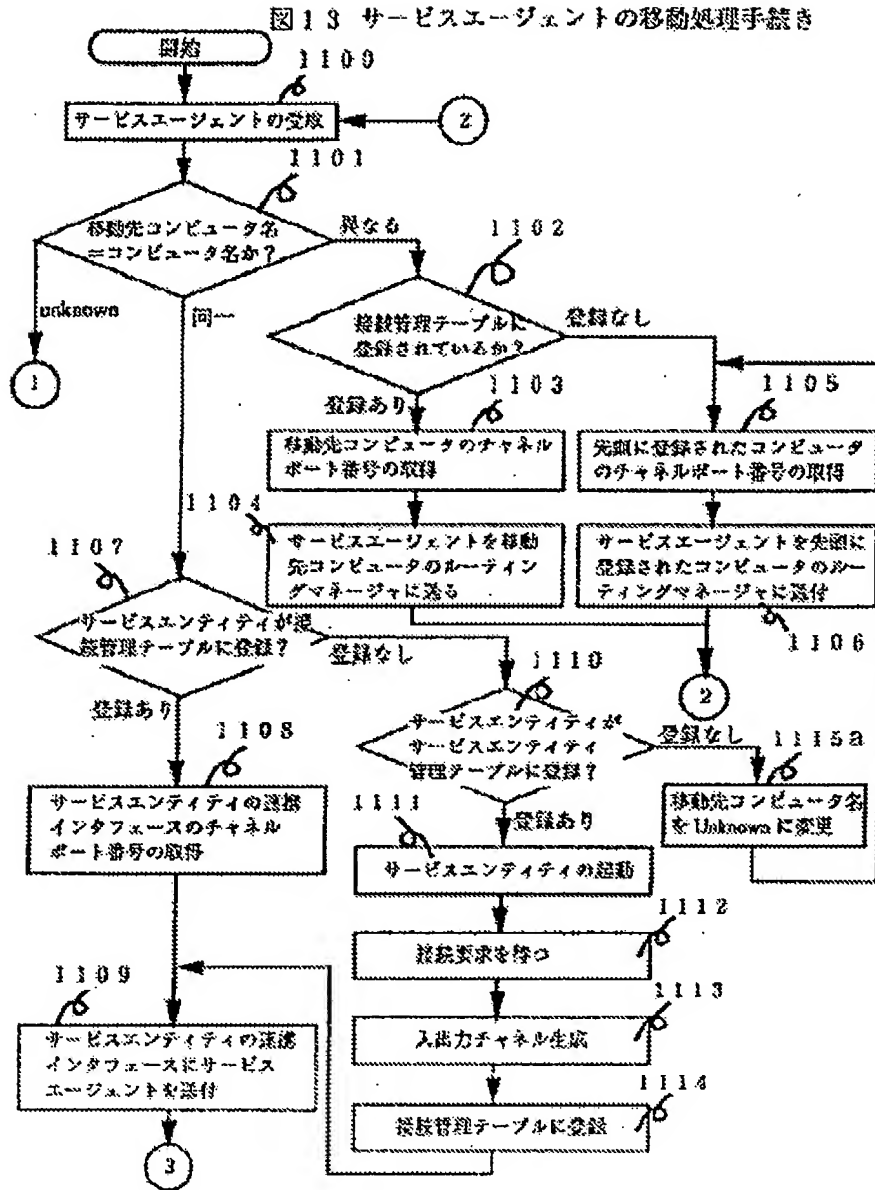 図13 サービスエージェントの移動処理手続き
開始
1100
サービスエージェントの受取
2
1101
移動先コンピュータ名
=コンピュータ名か?
異なる
unknown
同一
1
1102
接続管理テーブルに
登録されているか?
登録なし
登録あり
1103
移動先コンピュータのチャネル
ポート番号の取得
1105
先頭に登録されたコンピュータ
のチャネルポート番号の取得
1104
サービスエージェントを移動
先コンピュータのルーティン
グマネージャに送る
サービスエージェントを先頭に
登録されたコンピュータのルー
ティングマネージャに送付
1106
2
1107
サービスエンティティが接
続管理テーブルに登録?
登録なし
登録あり
1108
サービスエンティティの連携
インタフェースのチャネル
ポート番号の取得
1110
サービスエンティティが
サービスエンティティ
管理テーブルに登録?
登録なし
1115a
移動先コンピュータ名
をUnknownに変更
登録あり
1111
サービスエンティティの起動
1112
接続要求を待つ
1113
入出力チャネル生成
1114
接続管理テーブルに登録
1109
サービスエンティティの連携
インタフェースにサービス
エージェントを送付
3